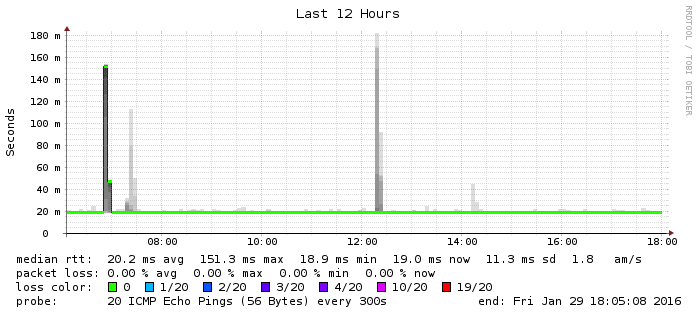 Last 12 Hours
RRDTOOL / TOBI OETIKER
Seconds
180 m
160 m
140 m
120 m
100 m
80 m
60 m
40 m
20 m
0
08:00 10:00 12:00 14:00 16:00 18:00
median rtt: 20.2 ms avg 151.3 ms max 18.9 ms min 19.0 ms now 11.3 ms sd 1.8 am/s
packet loss: 0.00 % avg 0.00 % max 0.00 % min 0.00 % now
loss color: 0 1/20 2/20 3/20 4/20 10/20 19/20
probe: 20 ICMP Echo Pings (56 Bytes) every 300s end: Fri Jan 29 18:05:08 2016